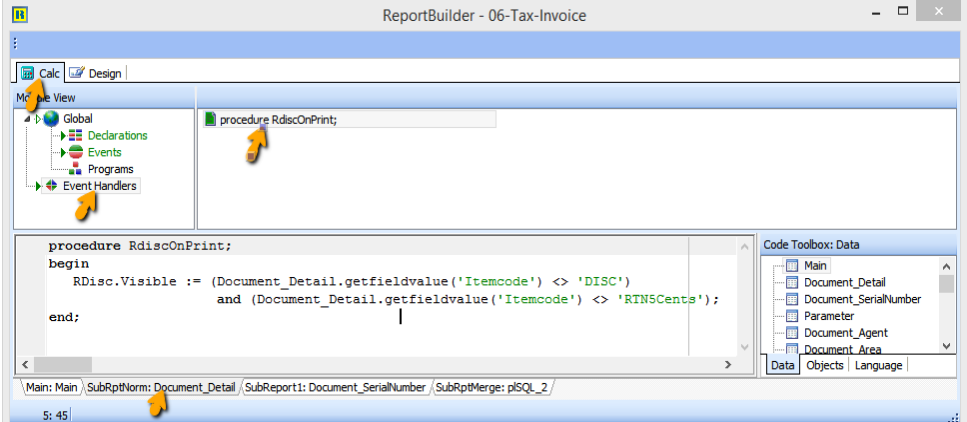 ReportBuilder - 06-Tax-Invoice
Calc Design
Module View
Global
Declarations
Events
Programs
Event Handlers
procedure RdiscOnPrint;
procedure RdiscOnPrint;
begin
RDisc.Visible := (Document_Detail.getfieldvalue('Itemcode') <> 'DISC')
and (Document_Detail.getfieldvalue('Itemcode') <> 'RTN5Cents');
end;
Code Toolbox: Data
Main
Document_Detail
Document_SerialNumber
Parameter
Document_Agent
Document_Area
Data Objects Language
Main: Main SubRptNorm: Document_Detail SubReport1: Document_SerialNumber SubRptMerge: plSQL_2
5: 45